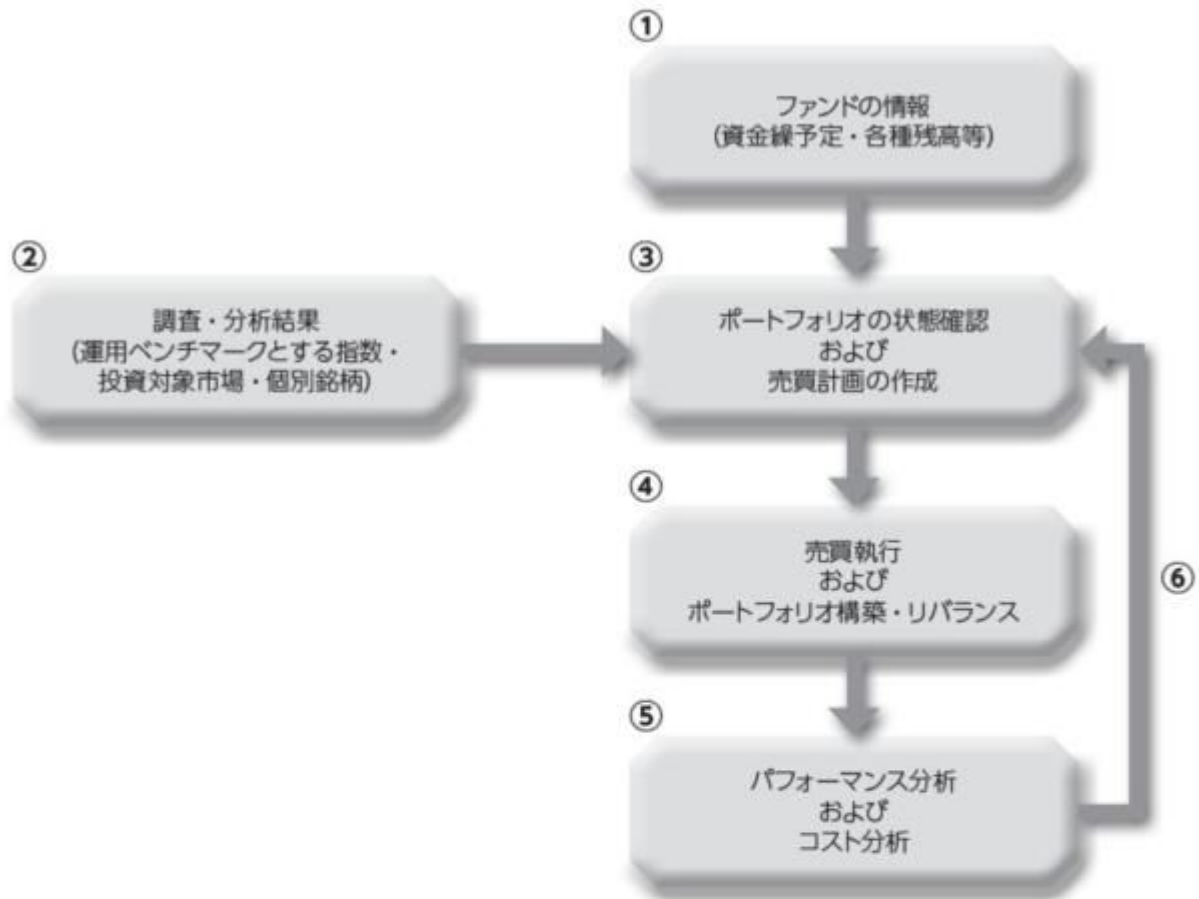 ①
ファンドの情報
(資金繰予定・各種残高等)
②
調査・分析結果
(運用ベンチマークとする指数・
投資対象市場・個別銘柄)
③
ポートフォリオの状態確認
および
売買計画の作成
④
売買執行
および
ポートフォリオ構築・リバランス
⑥
⑤
パフォーマンス分析
および
コスト分析